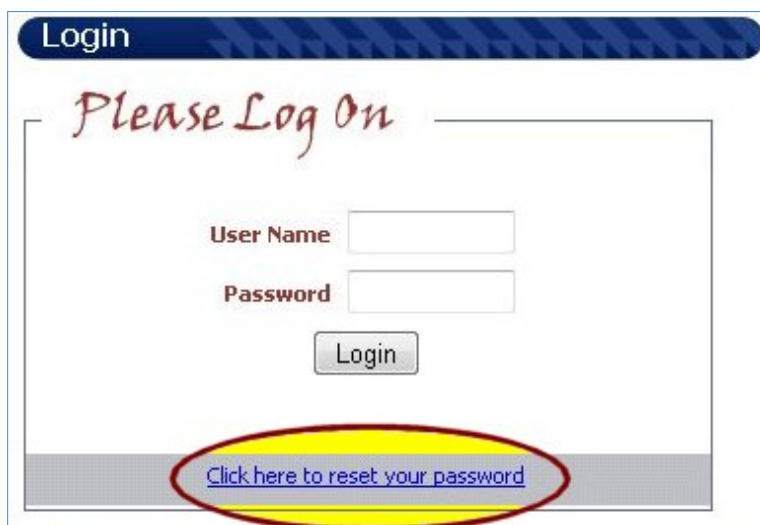 Login
Please Log On
User Name
Password
Login
Click here to reset your password